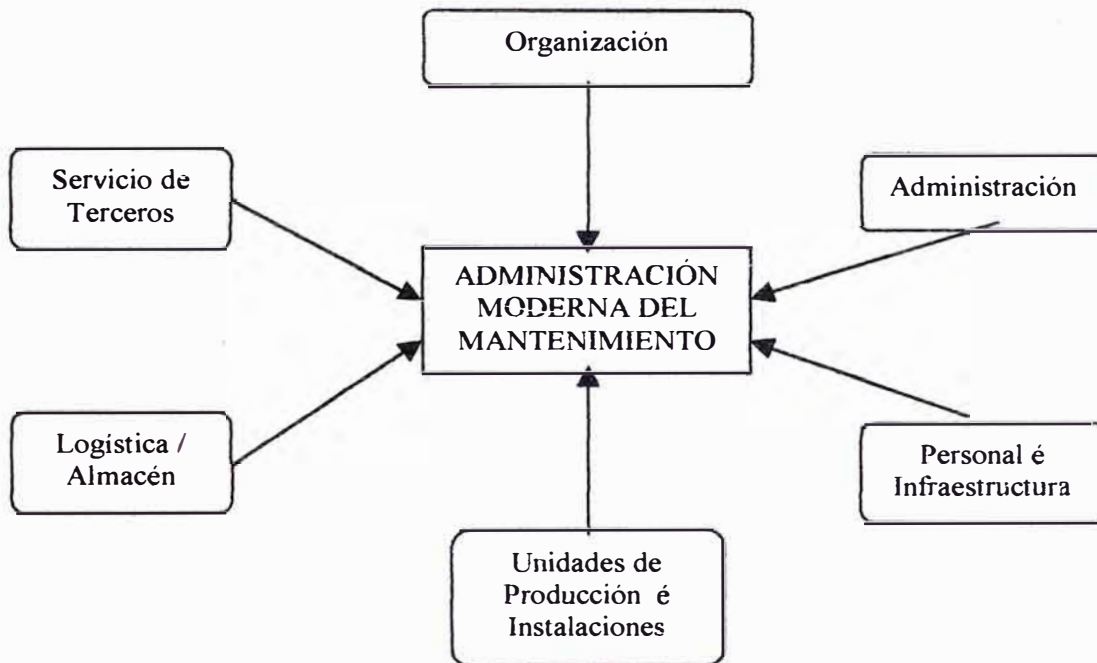 Organización
Servicio de
Terceros
Administración
ADMINISTRACIÓN
MODERNA DEL
MANTENIMIENTO
Logística /
Almacén
Personal é
Infraestructura
Unidades de
Producción é
Instalaciones